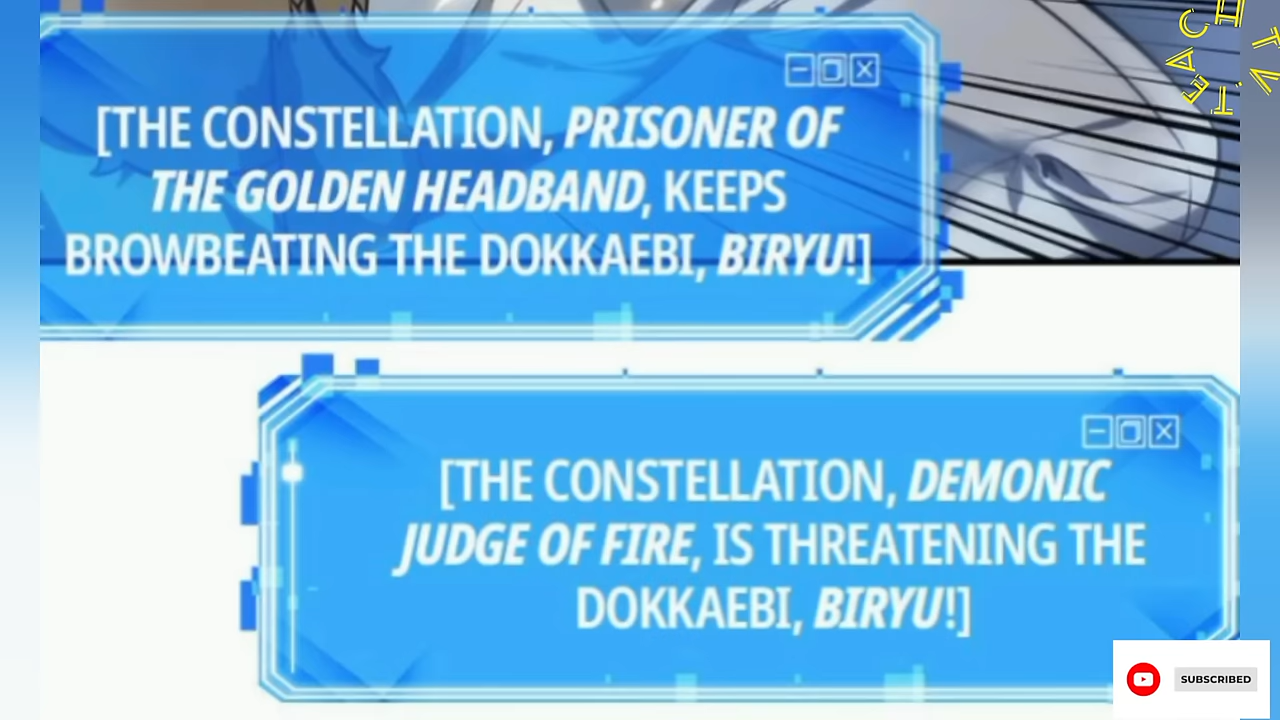 TEACH T.V
[THE CONSTELLATION, PRISONER OF
THE GOLDEN HEADBAND, KEEPS
BROWBEATING THE DOKKAEBI, BIRYU!]
[THE CONSTELLATION, DEMONIC
JUDGE OF FIRE, IS THREATENING THE
DOKKAEBI, BIRYU!]
SUBSCRIBED